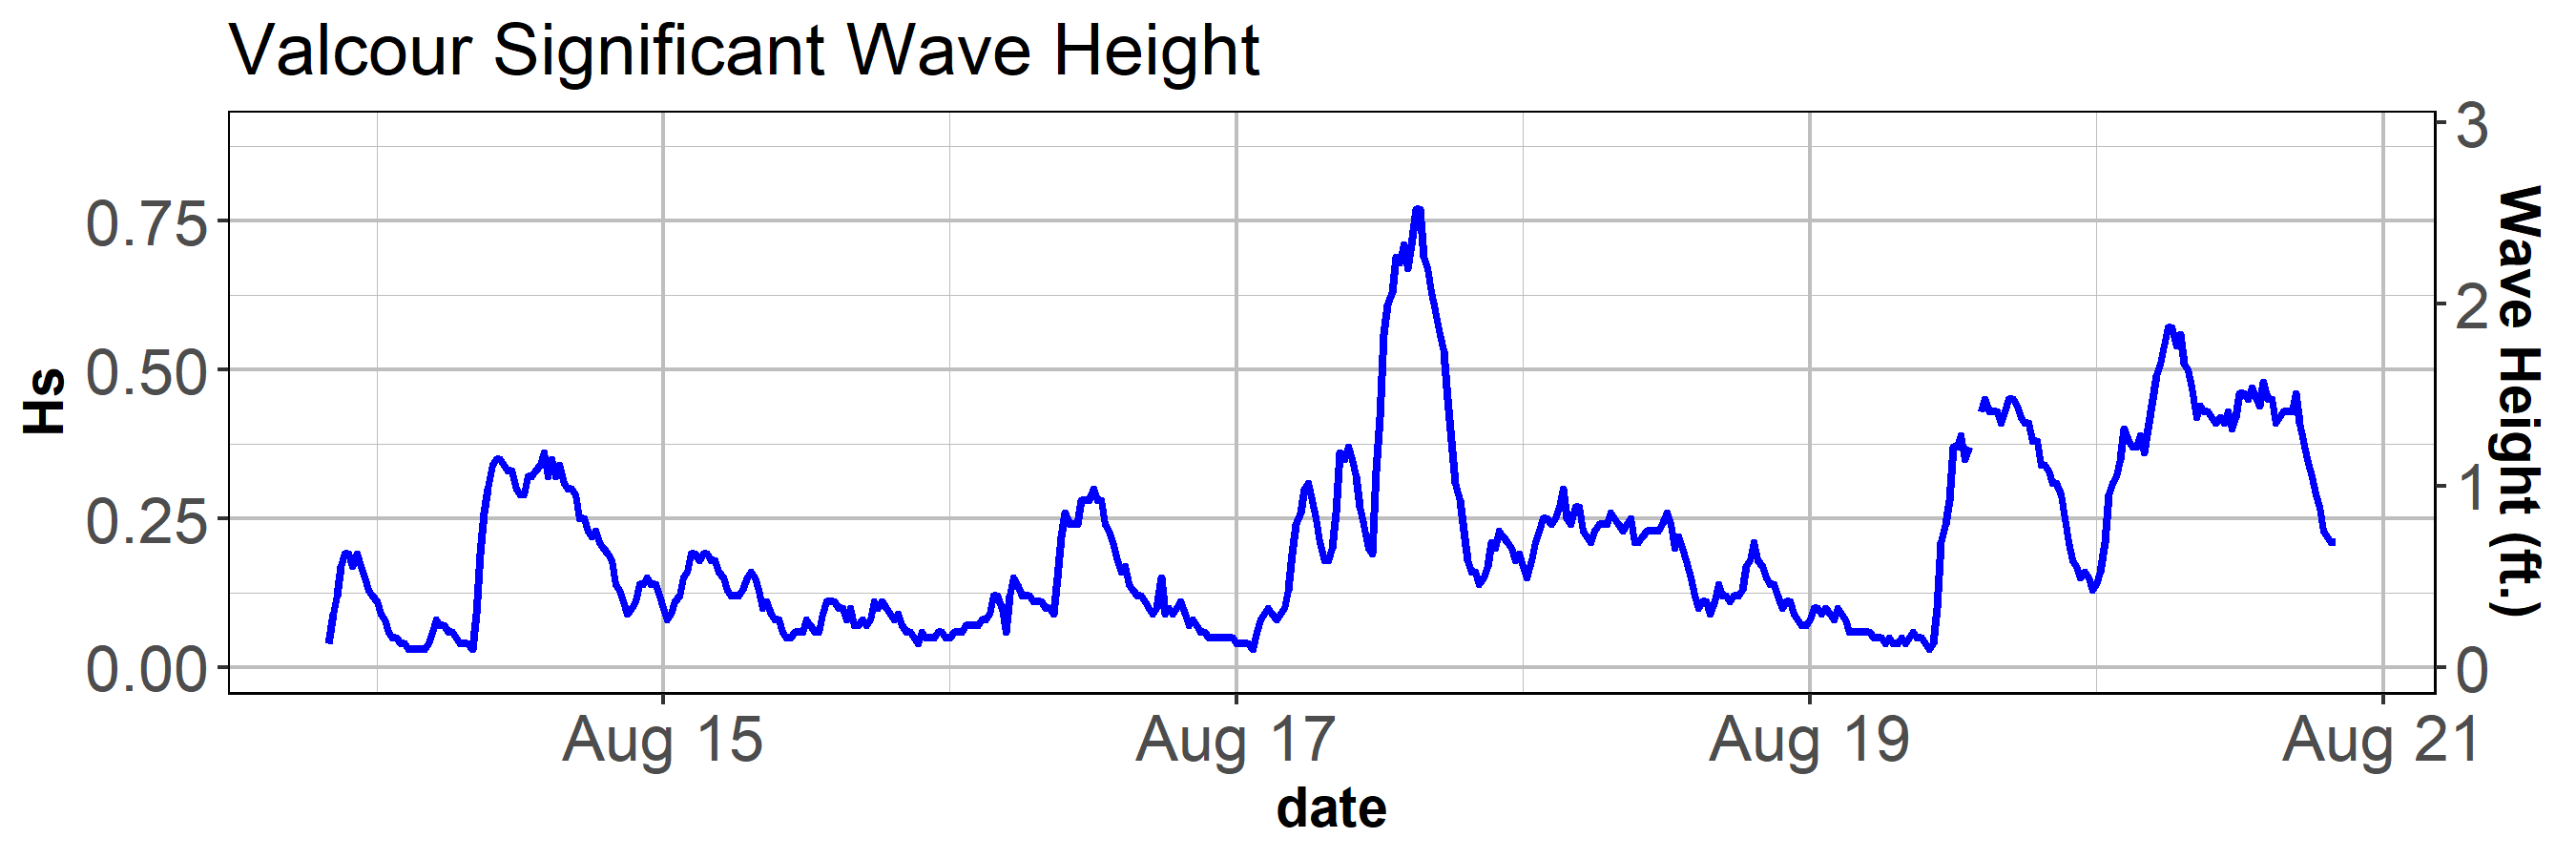 Valcour Significant Wave Height
Hs
0.75
0.50
0.25
0.00
3
2
1
0
Wave Height (ft.)
Aug 15
Aug 17
Aug 19
Aug 21
date